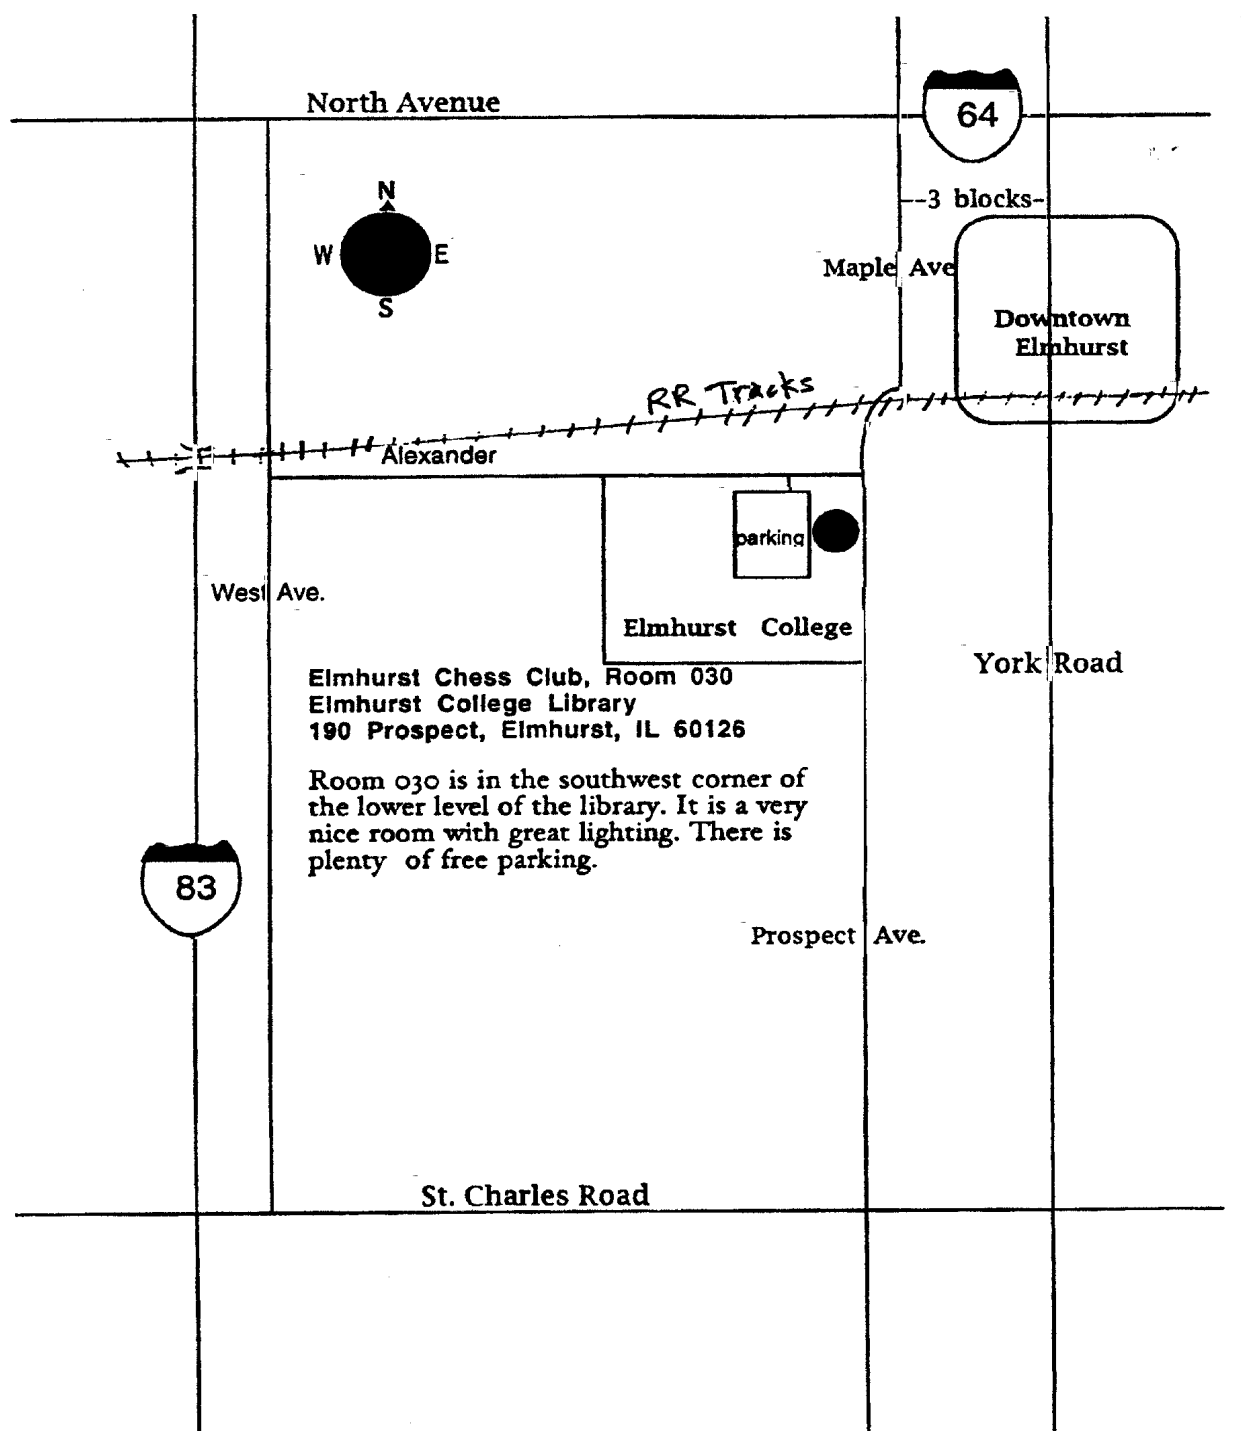 North Avenue
64
N
--3 blocks-
W E
Maple Ave
S
Downtown
Elmhurst
RR Tracks
Alexander
parking
West Ave.
Elmhurst College
York Road
Elmhurst Chess Club, Room 030
Elmhurst College Library
190 Prospect, Elmhurst, IL 60126
Room 030 is in the southwest corner of
the lower level of the library. It is a very
nice room with great lighting. There is
plenty of free parking.
83
Prospect Ave.
St. Charles Road